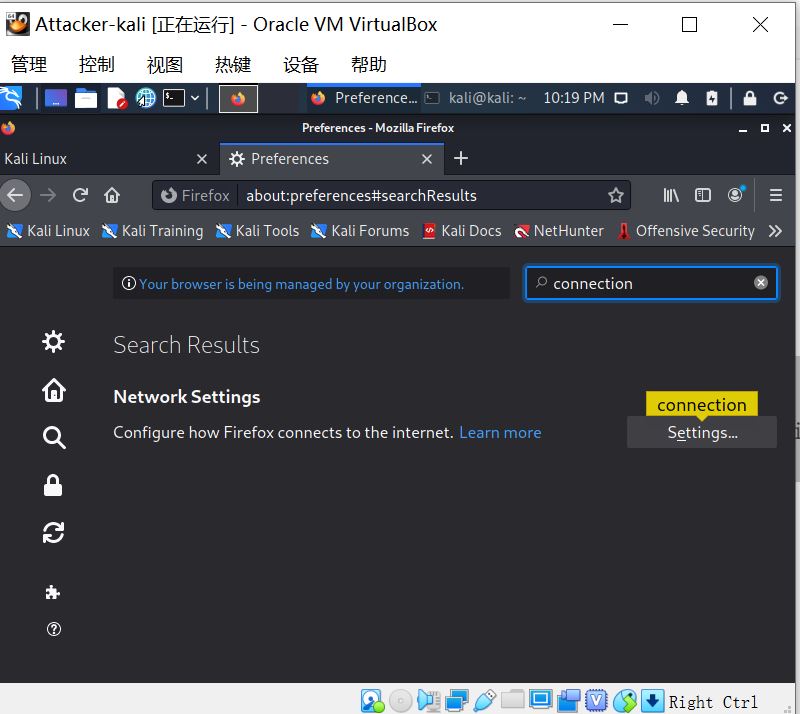 Attacker-kali [正在运行] - Oracle VM VirtualBox
管理 控制 视图 热键 设备 帮助
Preference... kali@kali: ~ 10:19 PM
Preferences - Mozilla Firefox
Kali Linux Preferences
Firefox about:preferences#searchResults
Kali Linux Kali Training Kali Tools Kali Forums Kali Docs NetHunter Offensive Security
Your browser is being managed by your organization. connection
Search Results
Network Settings
connection
Configure how Firefox connects to the internet. Learn more Settings...
Right Ctrl